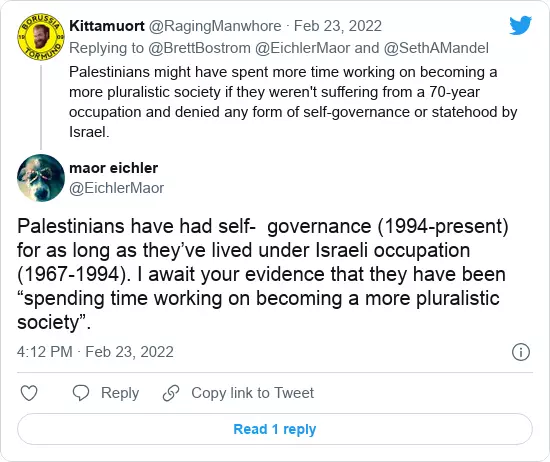 Kittamuort @RagingManwhore · Feb 23, 2022
Replying to @BrettBostrom @EichlerMaor and @SethAMandel
Palestinians might have spent more time working on becoming a
more pluralistic society if they weren't suffering from a 70-year
occupation and denied any form of self-governance or statehood by
Israel.
maor eichler
@EichlerMaor
Palestinians have had self-  governance (1994-present)
for as long as they’ve lived under Israeli occupation
(1967-1994). I await your evidence that they have been
“spending time working on becoming a more pluralistic
society”.
4:12 PM · Feb 23, 2022
Reply
Copy link to Tweet
Read 1 reply